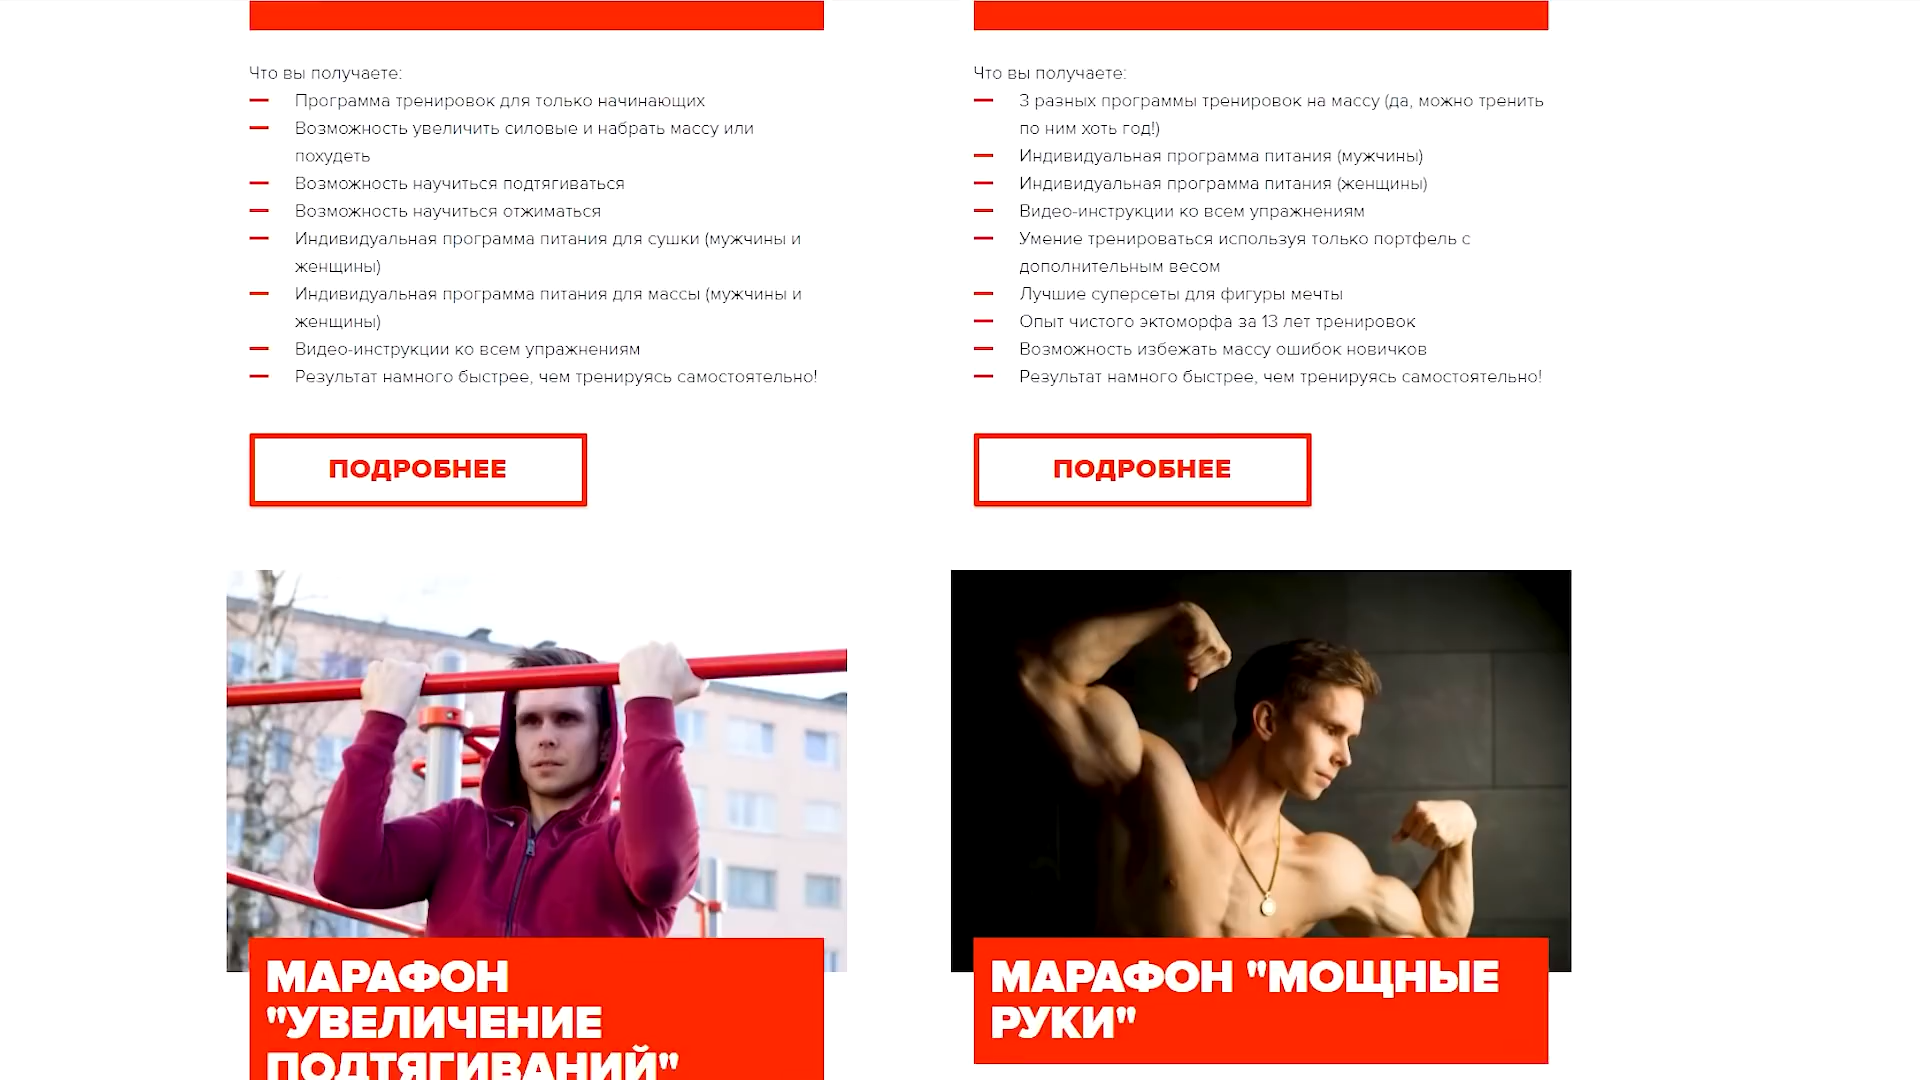 Что вы получаете:
Программа тренировок для только начинающих
Возможность увеличить силовые и набрать массу или
похудеть
Возможность научиться подтягиваться
Возможность научиться отжиматься
Индивидуальная программа питания для сушки (мужчины и
женщины)
Индивидуальная программа питания для массы (мужчины и
женщины)
Видео-инструкции ко всем упражнениям
Результат намного быстрее, чем тренируясь самостоятельно!
ПОДРОБНЕЕ
МАРАФОН
"УВЕЛИЧЕНИЕ
ПОДТЯГИВАНИЙ"
Что вы получаете:
3 разных программы тренировок на массу (да, можно тренить
по ним хоть год!)
Индивидуальная программа питания (мужчины)
Индивидуальная программа питания (женщины)
Видео-инструкции ко всем упражнениям
Умение тренироваться используя только портфель с
дополнительным весом
Лучшие суперсеты для фигуры мечты
Опыт чистого эктоморфа за 13 лет тренировок
Возможность избежать массу ошибок новичков
Результат намного быстрее, чем тренируясь самостоятельно!
ПОДРОБНЕЕ
МАРАФОН "МОЩНЫЕ
РУКИ"